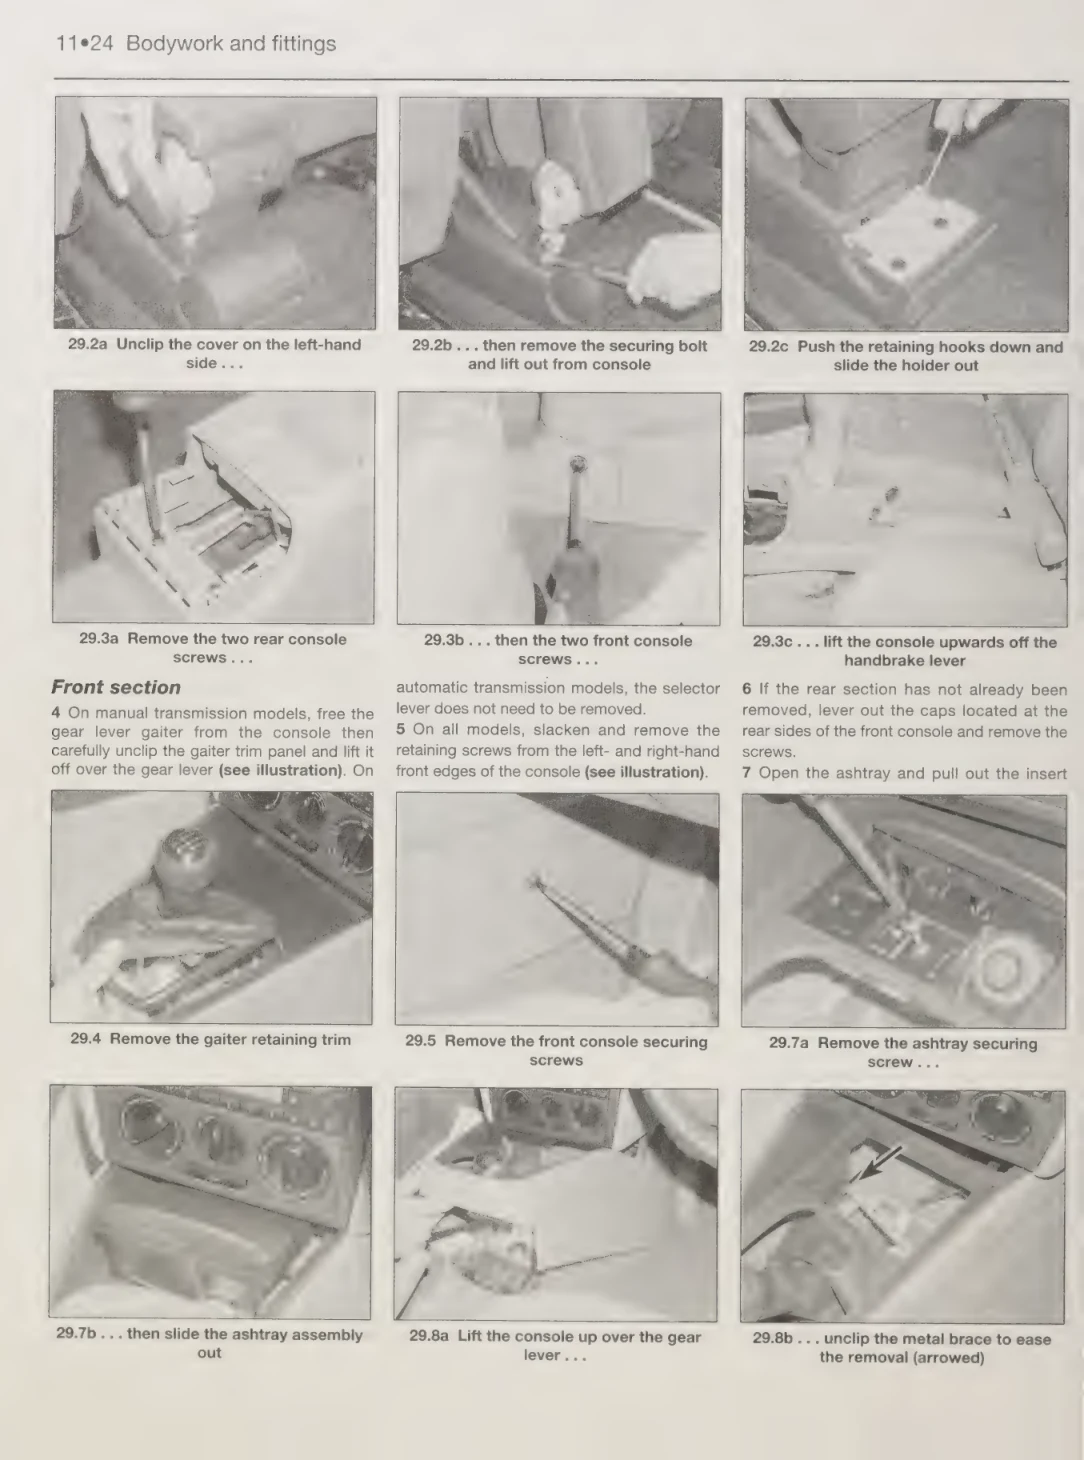 11•24 Bodywork and fittings
29.2a Unclip the cover on the left-hand
side . . .
29.2b . . . then remove the securing bolt
and lift out from console
29.2c Push the retaining hooks down and
slide the holder out
29.3a Remove the two rear console
screws . . .
29.3b . . . then the two front console
screws . . .
29.3c . . . lift the console upwards off the
handbrake lever
Front section
4 On manual transmission models, free the
gear lever gaiter from the console then
carefully unclip the gaiter trim panel and lift it
off over the gear lever (see illustration). On
automatic transmission models, the selector
lever does not need to be removed.
5 On all models, slacken and remove the
retaining screws from the left- and right-hand
front edges of the console (see illustration).
6 If the rear section has not already been
removed, lever out the caps located at the
rear sides of the front console and remove the
screws.
7 Open the ashtray and pull out the insert
29.4 Remove the gaiter retaining trim
29.5 Remove the front console securing
screws
29.7a Remove the ashtray securing
screw . . .
29.7b . . . then slide the ashtray assembly
out
29.8a Lift the console up over the gear
lever . . .
29.8b . . . unclip the metal brace to ease
the removal (arrowed)